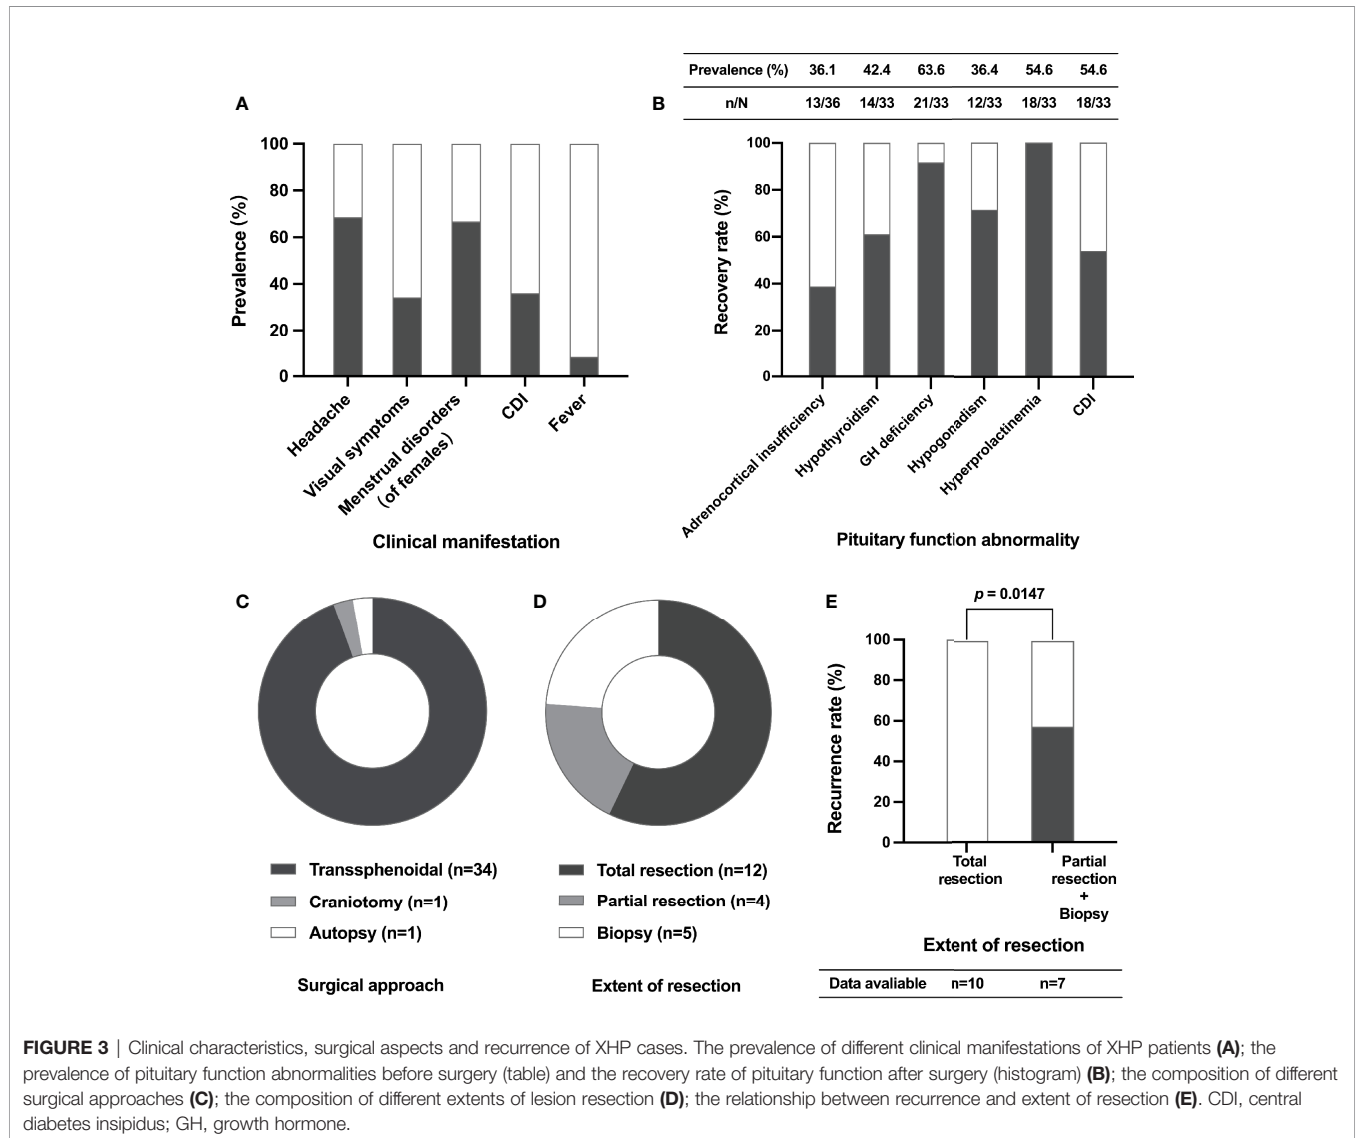 A
100
80
60
40
20
0
Prevalence (%)
Headache
Visual symptoms
Menstrual disorders
(of females)
CDI
Fever
Clinical manifestation
B
Prevalence (%) 36.1 42.4 63.6 36.4 54.6 54.6
n/N 13/36 14/33 21/33 12/33 18/33 18/33
100
80
60
40
20
0
Recovery rate (%)
Adrenocortical insufficiency
Hypothyroidism
GH deficiency
Hypogonadism
Hyperprolactinemia
CDI
Pituitary function abnormality
C
Transsphenoidal (n=34)
Craniotomy (n=1)
Autopsy (n=1)
Surgical approach
D
Total resection (n=12)
Partial resection (n=4)
Biopsy (n=5)
Extent of resection
E
p = 0.0147
100
80
60
40
20
0
Recurrence rate (%)
Total
resection
Partial
resection
+
Biopsy
Extent of resection
Data avaliable n=10 n=7
FIGURE 3 | Clinical characteristics, surgical aspects and recurrence of XHP cases. The prevalence of different clinical manifestations of XHP patients (A); the
prevalence of pituitary function abnormalities before surgery (table) and the recovery rate of pituitary function after surgery (histogram) (B); the composition of different
surgical approaches (C); the composition of different extents of lesion resection (D); the relationship between recurrence and extent of resection (E). CDI, central
diabetes insipidus; GH, growth hormone.